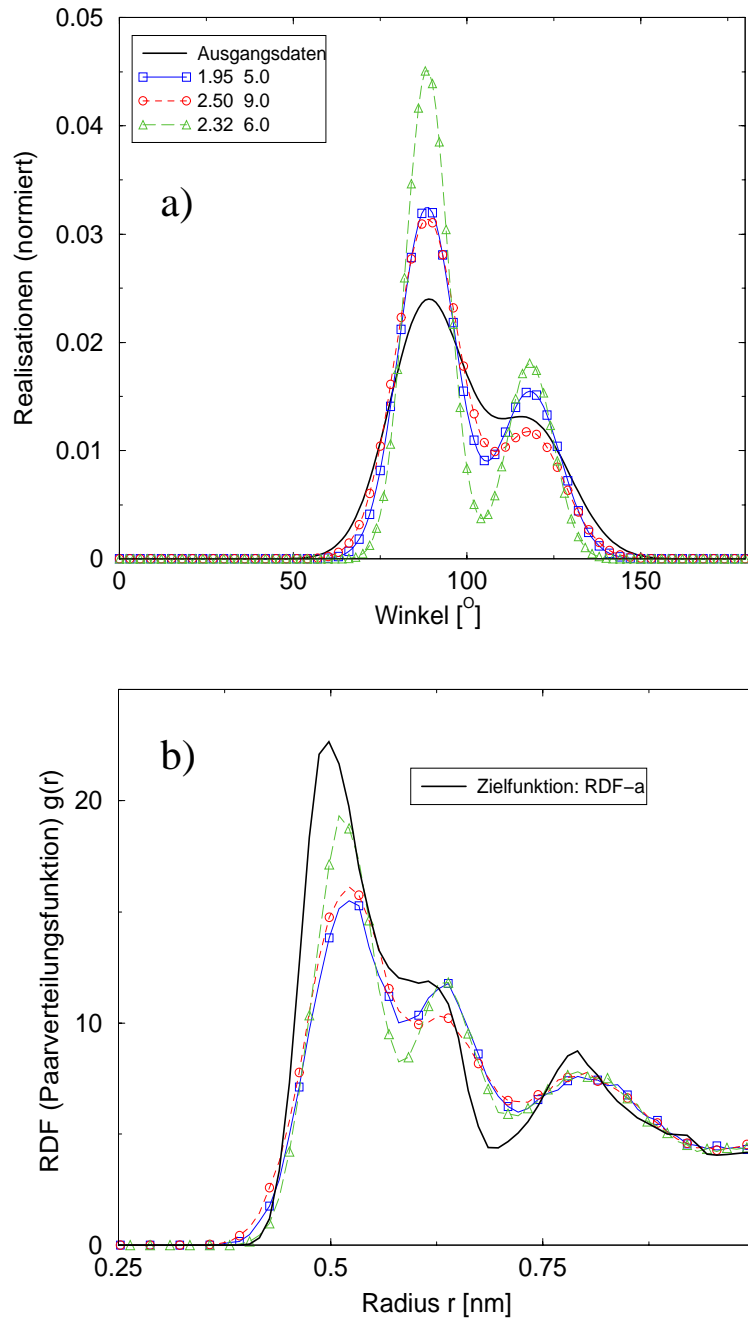 0.05
0.04
0.03
0.02
0.01
0
Realisationen (normiert)
Ausgangsdaten
1.95 5.0
2.50 9.0
2.32 6.0
a)
0
50
100
150
Winkel [O]
b)
Zielfunktion: RDF−a
20
10
0
RDF (Paarverteilungsfunktion) g(r)
0.25
0.5
0.75
Radius r [nm]